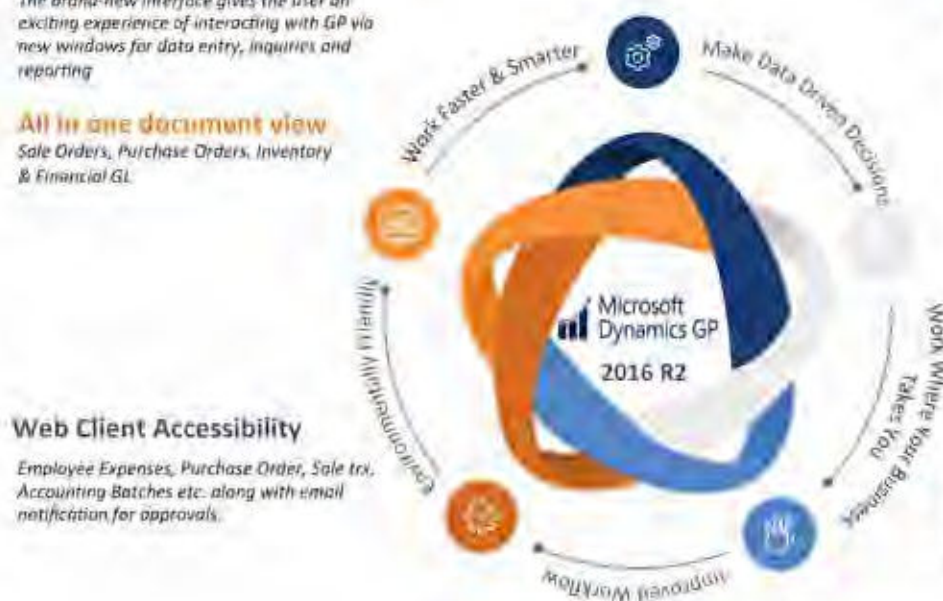 The brand-new interface gives the user an
exciting experience of interacting with GP via
new windows for data entry, inquiries and
reporting
All in one document view
Sale Orders, Purchase Orders, Inventory
& Financial GL
Web Client Accessibility
Employee Expenses, Purchase Order, Sale trx,
Accounting Batches etc. along with email
notification for approvals.
Work Faster & Smarter
Make Data Driven Decisions
Work Where Your Business
Takes You
Improved Workflow
Environmentally Friendly
Microsoft
Dynamics GP
2016 R2